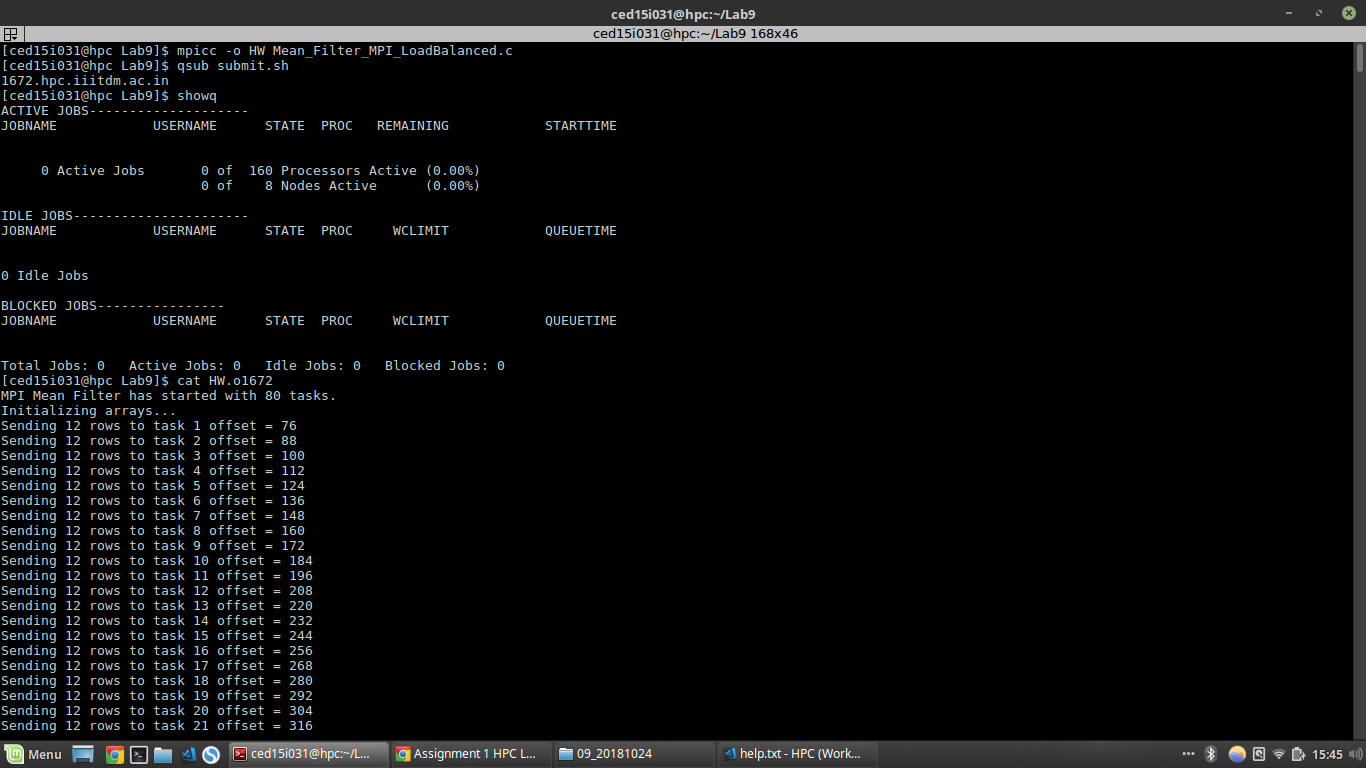 ced15i031@hpc:~/Lab9
ced15i031@hpc:~/Lab9 168x46
[ced15i031@hpc Lab9]$ mpicc -o HW Mean_Filter_MPI_LoadBalanced.c
[ced15i031@hpc Lab9]$ qsub submit.sh
1672.hpc.iiitdm.ac.in
[ced15i031@hpc Lab9]$ showq
ACTIVE JOBS--------------------
JOBNAME            USERNAME      STATE  PROC   REMAINING            STARTTIME
     0 Active Jobs       0 of  160 Processors Active (0.00%)
                         0 of    8 Nodes Active      (0.00%)
IDLE JOBS----------------------
JOBNAME            USERNAME      STATE  PROC     WCLIMIT            QUEUETIME
0 Idle Jobs
BLOCKED JOBS----------------
JOBNAME            USERNAME      STATE  PROC     WCLIMIT            QUEUETIME
Total Jobs: 0   Active Jobs: 0   Idle Jobs: 0   Blocked Jobs: 0
[ced15i031@hpc Lab9]$ cat HW.o1672
MPI Mean Filter has started with 80 tasks.
Initializing arrays...
Sending 12 rows to task 1 offset = 76
Sending 12 rows to task 2 offset = 88
Sending 12 rows to task 3 offset = 100
Sending 12 rows to task 4 offset = 112
Sending 12 rows to task 5 offset = 124
Sending 12 rows to task 6 offset = 136
Sending 12 rows to task 7 offset = 148
Sending 12 rows to task 8 offset = 160
Sending 12 rows to task 9 offset = 172
Sending 12 rows to task 10 offset = 184
Sending 12 rows to task 11 offset = 196
Sending 12 rows to task 12 offset = 208
Sending 12 rows to task 13 offset = 220
Sending 12 rows to task 14 offset = 232
Sending 12 rows to task 15 offset = 244
Sending 12 rows to task 16 offset = 256
Sending 12 rows to task 17 offset = 268
Sending 12 rows to task 18 offset = 280
Sending 12 rows to task 19 offset = 292
Sending 12 rows to task 20 offset = 304
Sending 12 rows to task 21 offset = 316
Menu ced15i031@hpc:~/L... Assignment 1 HPC L... 09_20181024 help.txt - HPC (Work... 15:45